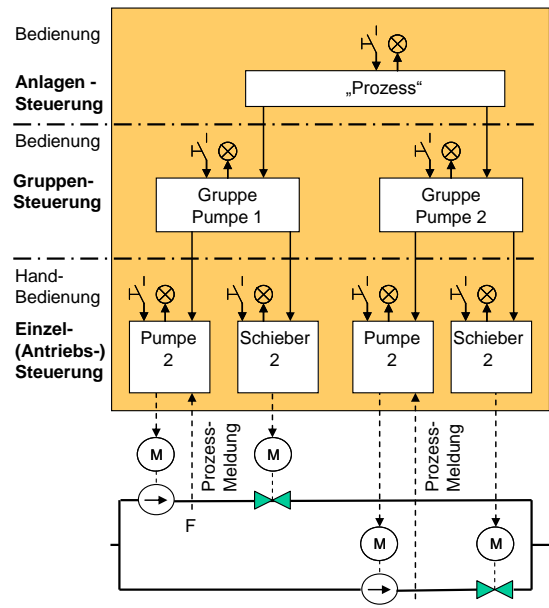 Bedienung
Anlagen -
Steuerung
„Prozess“
Bedienung
Gruppen-
Steuerung
Gruppe
Pumpe 1
Gruppe
Pumpe 2
Hand-
Bedienung
Einzel-
(Antriebs-)
Steuerung
Pumpe
2
Schieber
2
Pumpe
2
Schieber
2
M
Prozess-
Meldung
M
Prozess-
Meldung
F
M
M